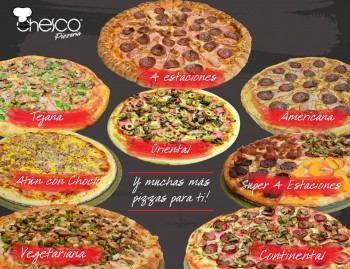 Chefco
Pizzería
4 estaciones
Tejana
Americana
Oriental
Atún con Choclo
Super 4 Estaciones
Y muchas más
pizzas para ti!
Vegetariana
Continental